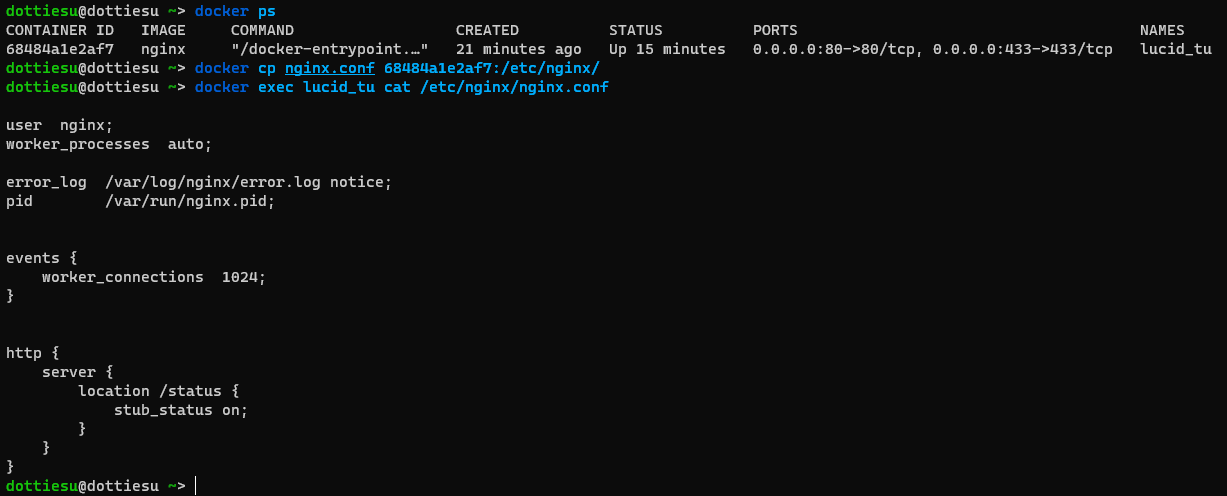 dottiesu@dottiesu ~> docker ps
CONTAINER ID   IMAGE     COMMAND                  CREATED          STATUS          PORTS                                      NAMES
68484a1e2af7   nginx     "/docker-entrypoint.…"   21 minutes ago   Up 15 minutes   0.0.0.0:80->80/tcp, 0.0.0.0:433->433/tcp   lucid_tu
dottiesu@dottiesu ~> docker cp nginx.conf 68484a1e2af7:/etc/nginx/
dottiesu@dottiesu ~> docker exec lucid_tu cat /etc/nginx/nginx.conf

user  nginx;
worker_processes  auto;

error_log  /var/log/nginx/error.log notice;
pid        /var/run/nginx.pid;


events {
    worker_connections  1024;
}


http {
    server {
        location /status {
            stub_status on;
        }
    }
}
dottiesu@dottiesu ~>